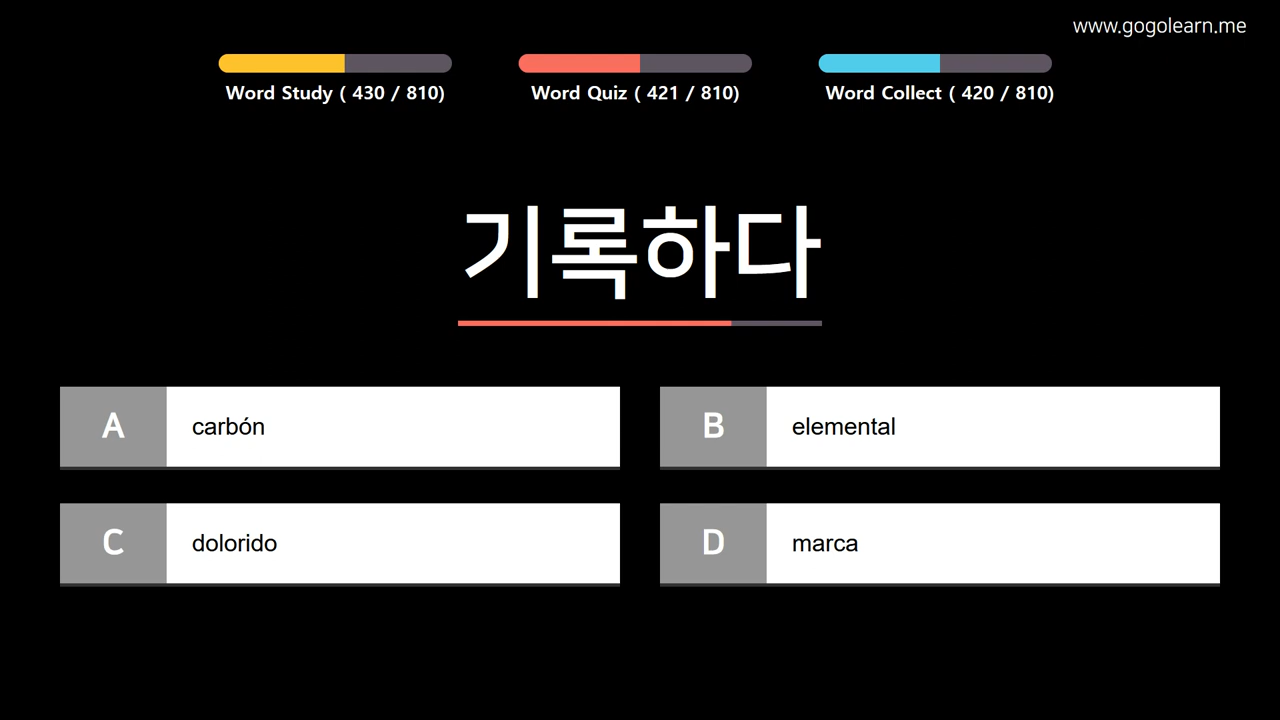 www.gogolearn.me
Word Study ( 430 / 810)
Word Quiz ( 421 / 810)
Word Collect ( 420 / 810)
기록하다
A carbón
B elemental
C dolorido
D marca